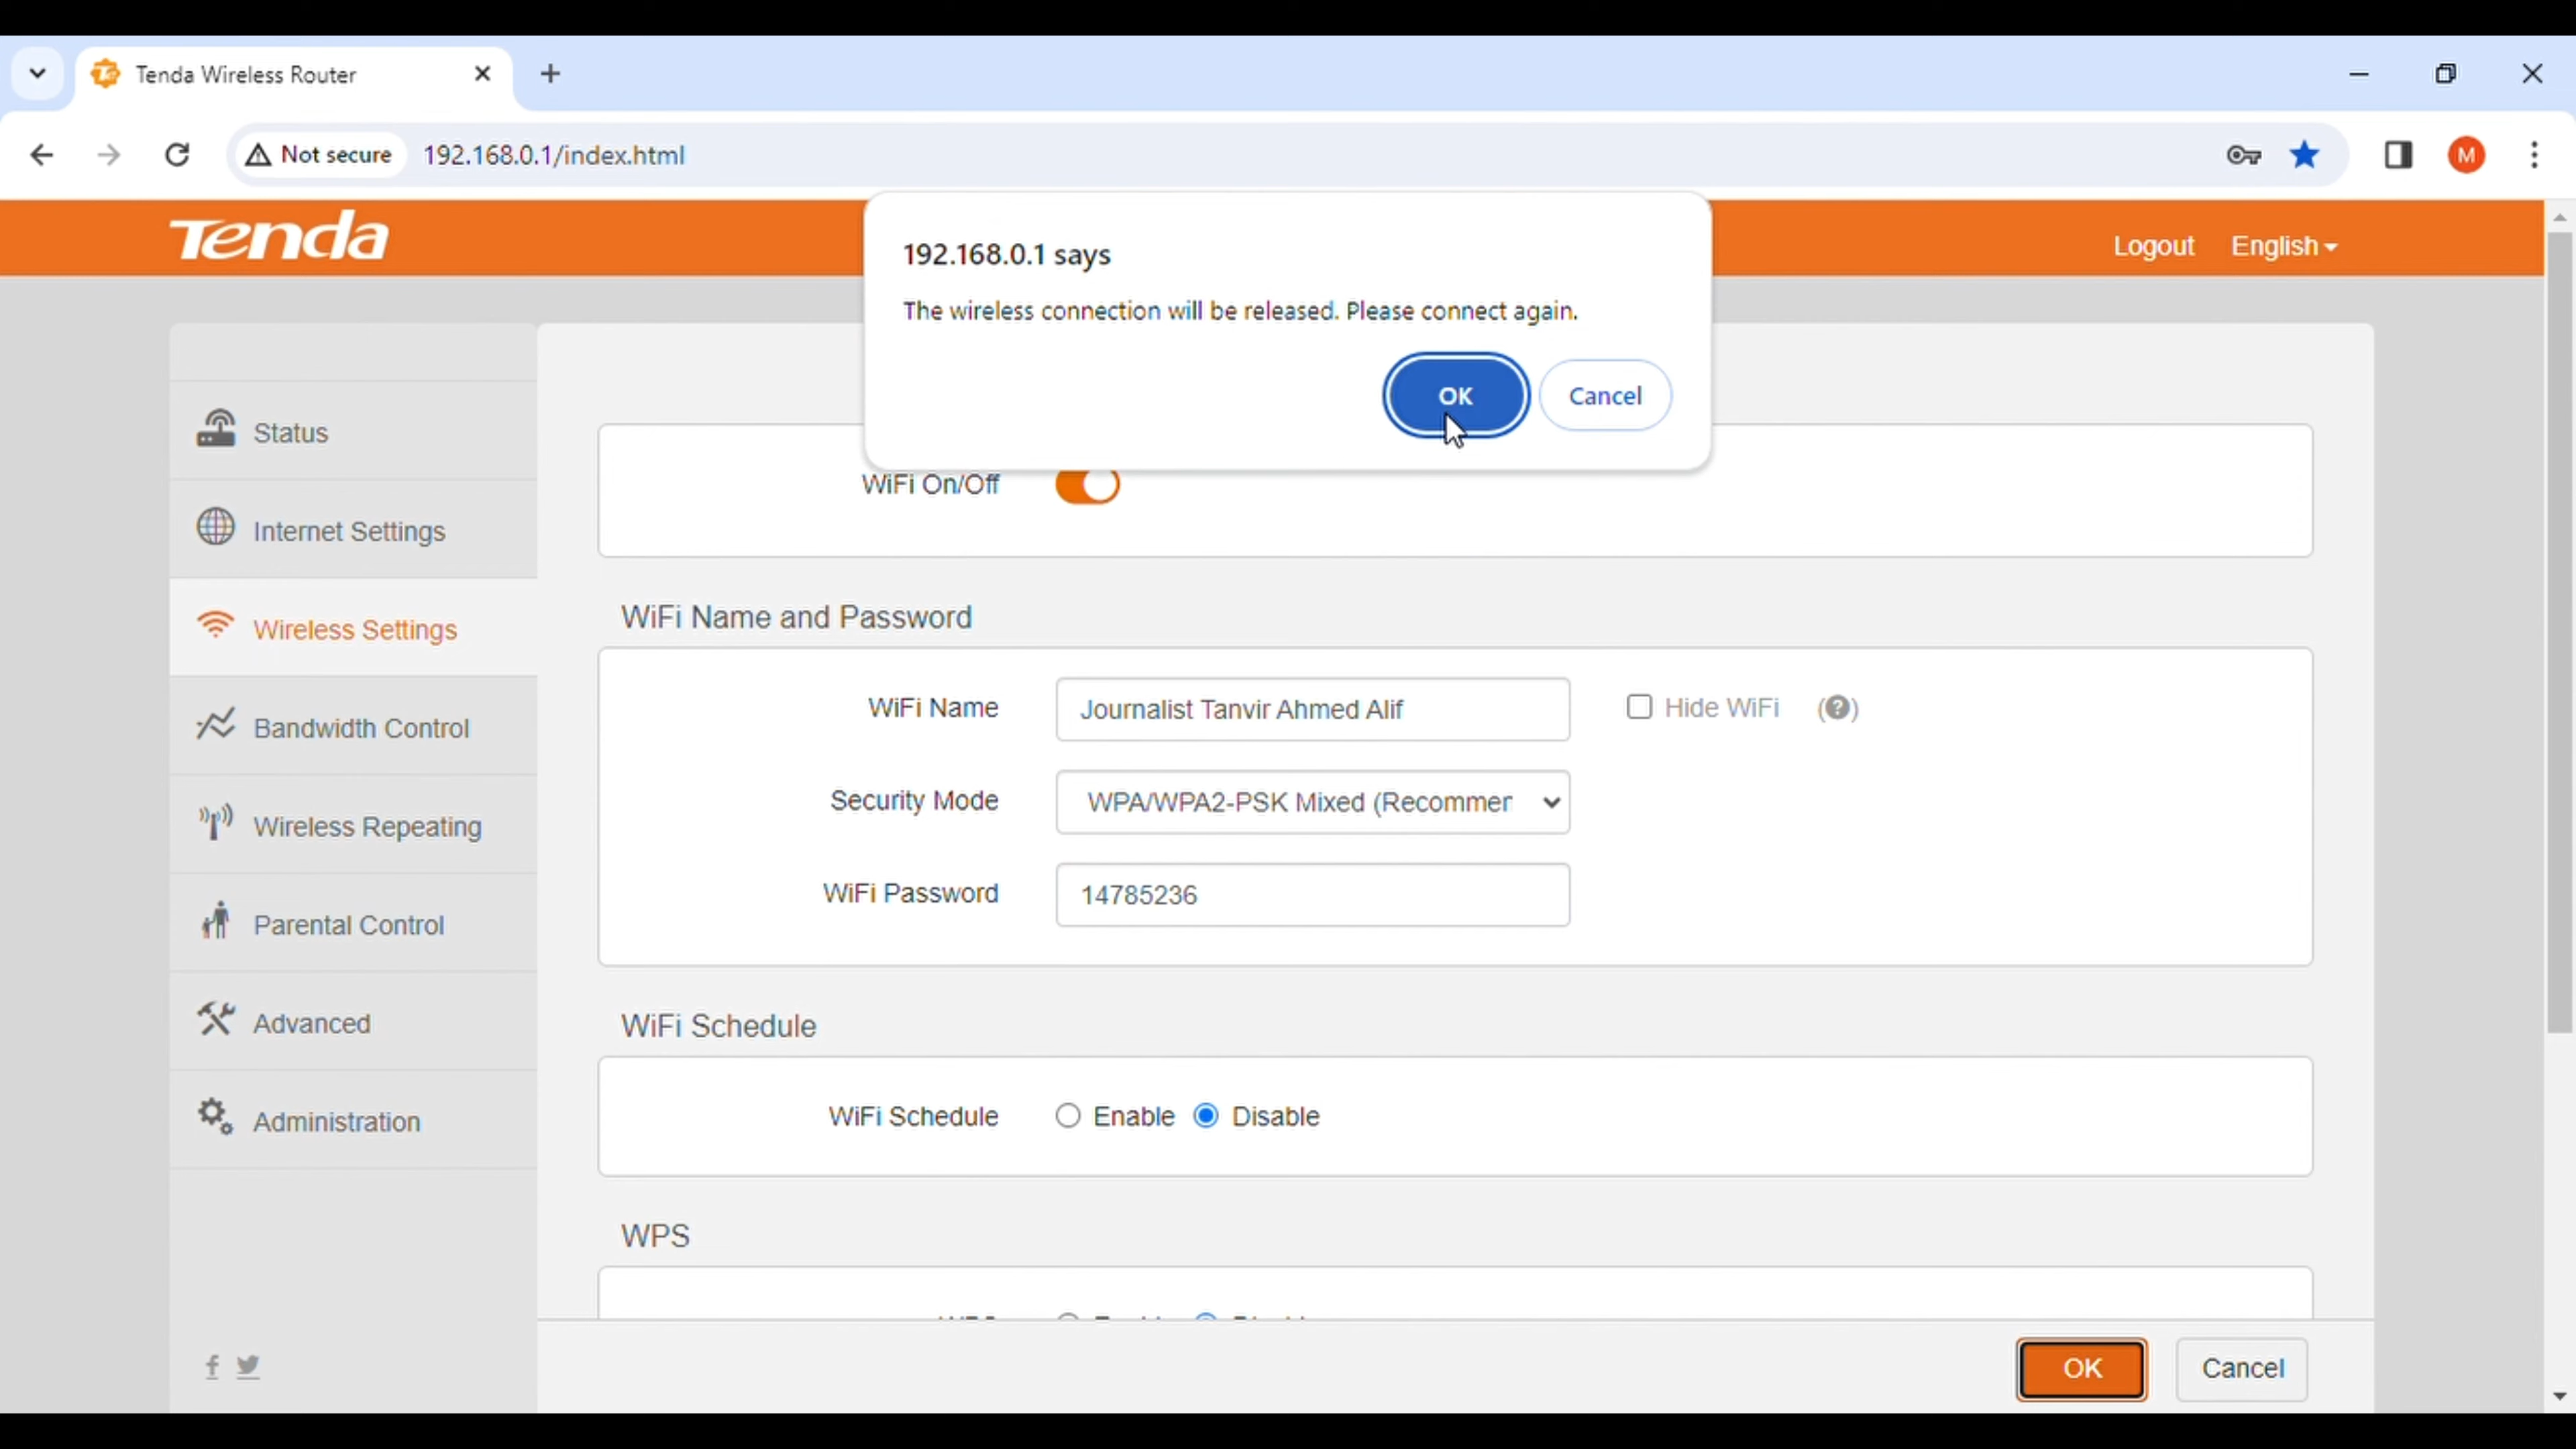 Tenda Wireless Router
Not secure 192.168.0.1/index.html
M
Tenda
Logout English
192.168.0.1 says
The wireless connection will be released. Please connect again.
OK Cancel
Status
Internet Settings
Wireless Settings
Bandwidth Control
Wireless Repeating
Parental Control
Advanced
Administration
WiFi On/Off
WiFi Name and Password
WiFi Name Journalist Tanvir Ahmed Alif Hide WiFi (?)
Security Mode WPA/WPA2-PSK Mixed (Recommer
WiFi Password 14785236
WiFi Schedule
WiFi Schedule Enable Disable
WPS
OK Cancel